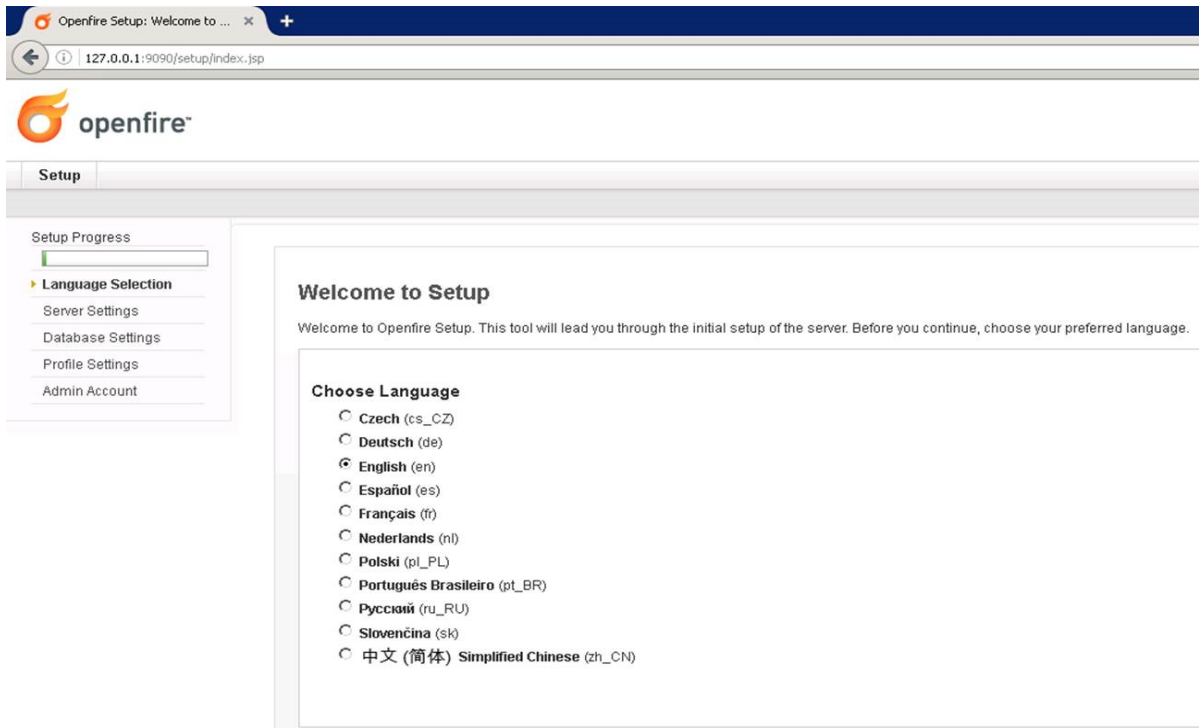 Openfire Setup: Welcome to ...
127.0.0.1:9090/setup/index.jsp
openfire™
Setup
Setup Progress
Language Selection
Server Settings
Database Settings
Profile Settings
Admin Account
Welcome to Setup
Welcome to Openfire Setup. This tool will lead you through the initial setup of the server. Before you continue, choose your preferred language.
Choose Language
Czech (cs_CZ)
Deutsch (de)
English (en)
Español (es)
Français (fr)
Nederlands (nl)
Polski (pl_PL)
Português Brasileiro (pt_BR)
Русский (ru_RU)
Slovenčina (sk)
中文 (简体) Simplified Chinese (zh_CN)